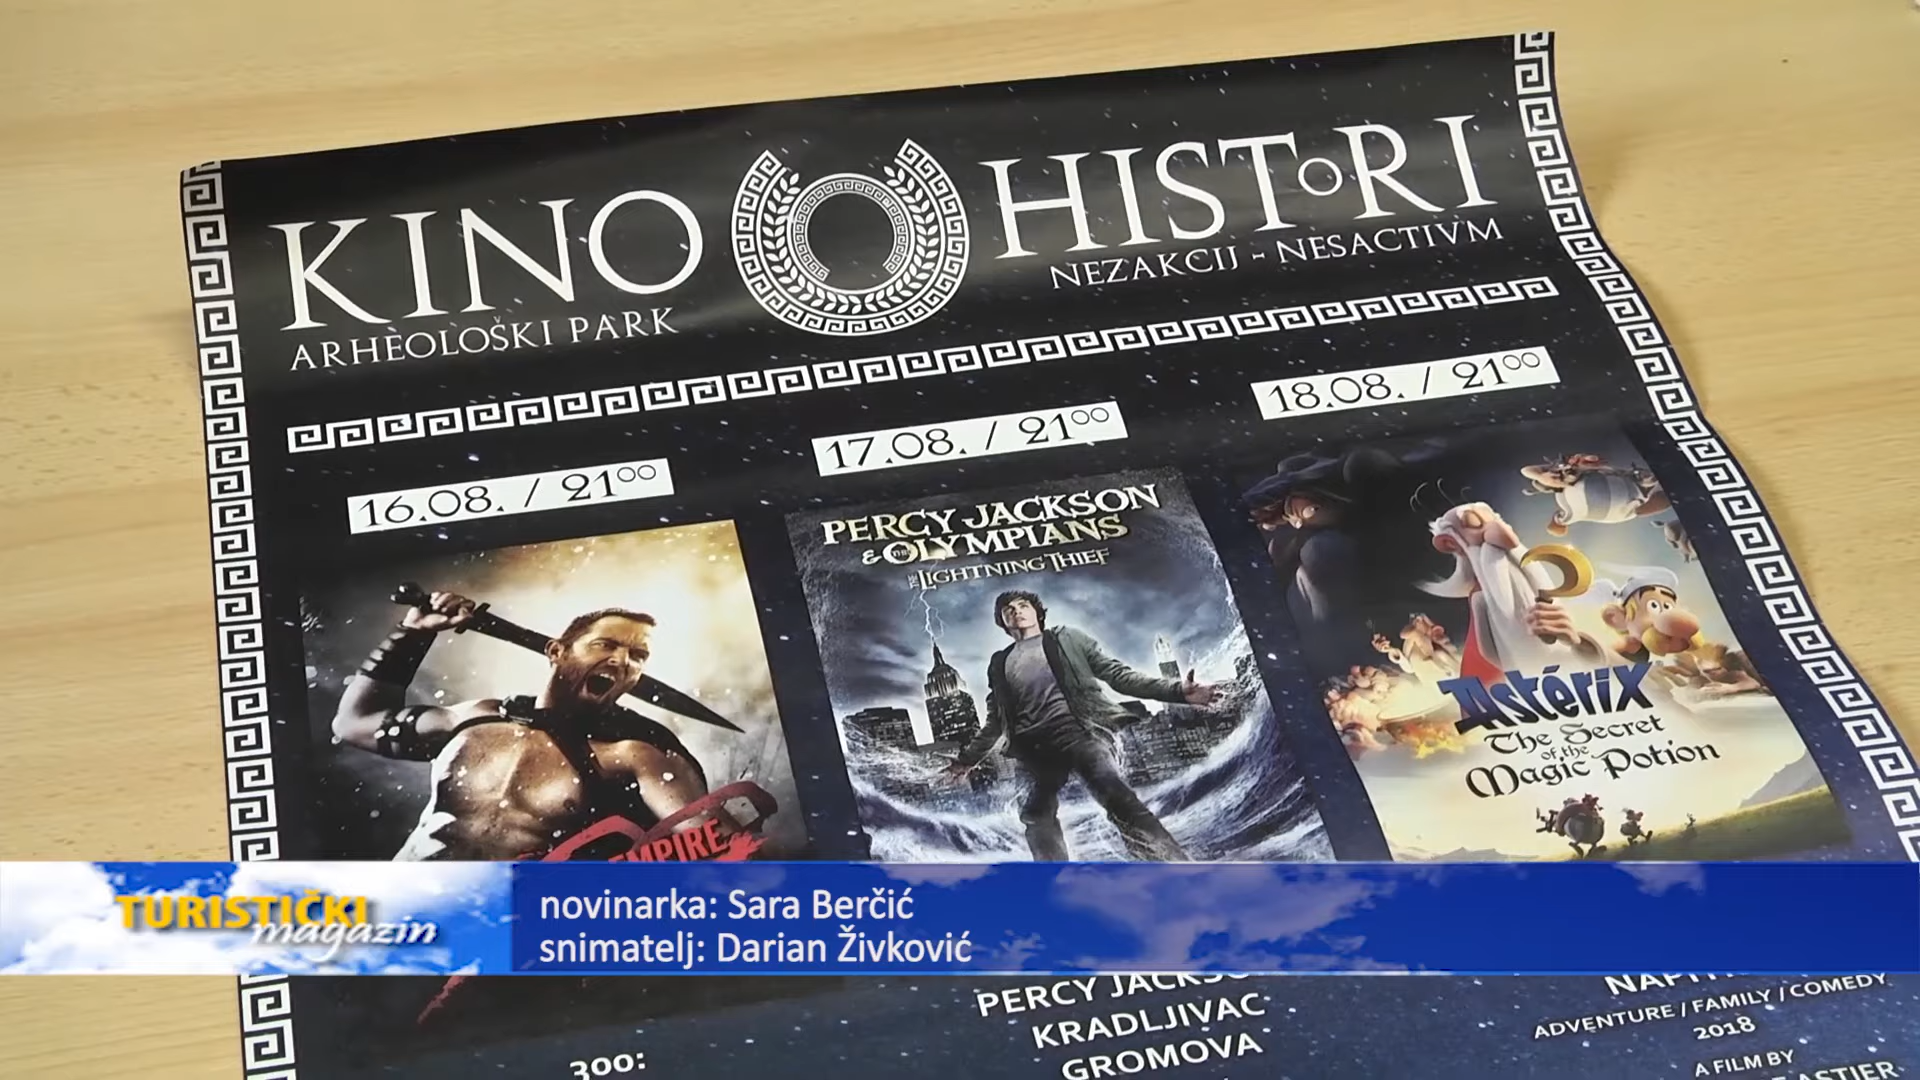 KINO HISToRI
ARHEOLOŠKI PARK
NEZAKCIJ - NESACTIVM
16.08. / 21⁰⁰
17.08. / 21⁰⁰
18.08. / 21⁰⁰
EMPIRE
PERCY JACKSON
& THE OLYMPIANS
THE LIGHTNING THIEF
Astérix
The Secret
of the
Magic Potion
TURISTIČKI
magazin
novinarka: Sara Berčić
snimatelj: Darian Živković
300:
PERCY
KRADLJIVAC
GROMOVA
ADVENTURE / FAMILY / COMEDY
2018
A FILM BY